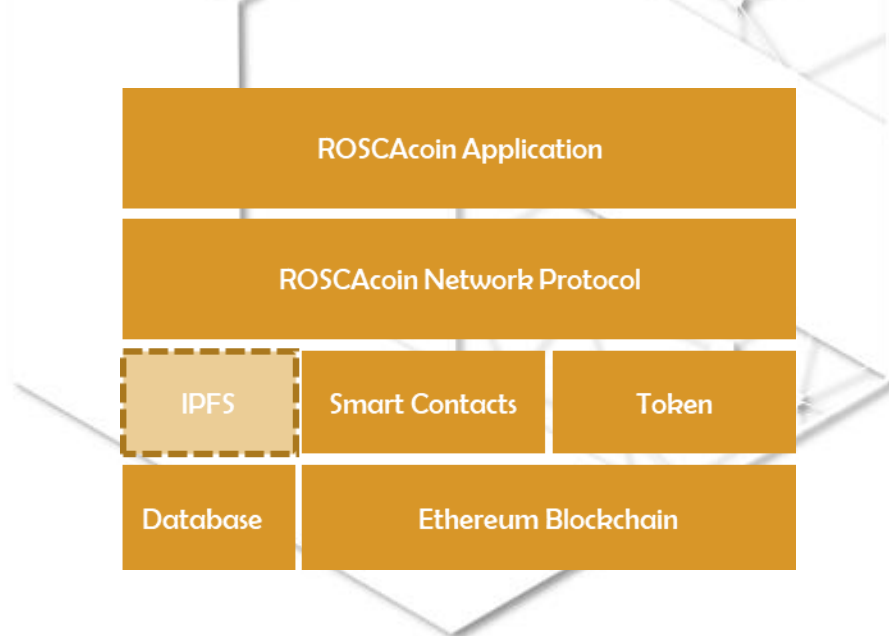 ROSCAcoin Application
ROSCAcoin Network Protocol
IPFS
Smart Contacts
Token
Database
Ethereum Blockchain